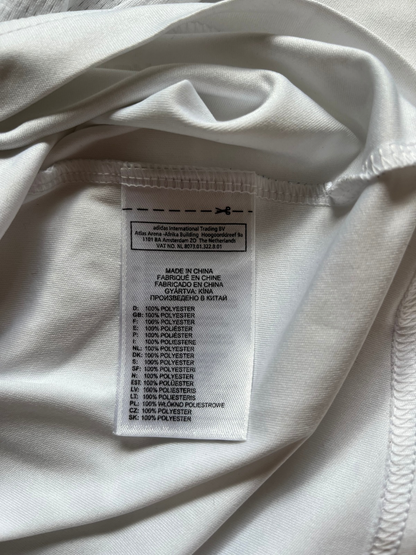 adidas International Trading BV
Atlas Arena -Afrika Building Hoogoorddreef 9a
1101 BA Amsterdam ZO The Netherlands
VAT NO. NL 8073.01.522.B.01
MADE IN CHINA
FABRIQUÉ EN CHINE
FABRICADO EN CHINA
GYÁRTVA: KÍNA
ПРОИЗВЕДЕНО В КИТАЙ
D: 100% POLYESTER
GB: 100% POLYESTER
F: 100% POLYESTER
E: 100% POLIÉSTER
P: 100% POLIÉSTER
I: 100% POLIESTERE
NL: 100% POLYESTER
DK: 100% POLYESTER
S: 100% POLYESTER
SF: 100% POLYESTERI
N: 100% POLYESTER
EST: 100% POLÜESTER
LV: 100% POLIESTERIS
LT: 100% POLIESTERIS
PL: 100% WŁÓKNO POLIESTROWE
CZ: 100% POLYESTER
SK: 100% POLYESTER